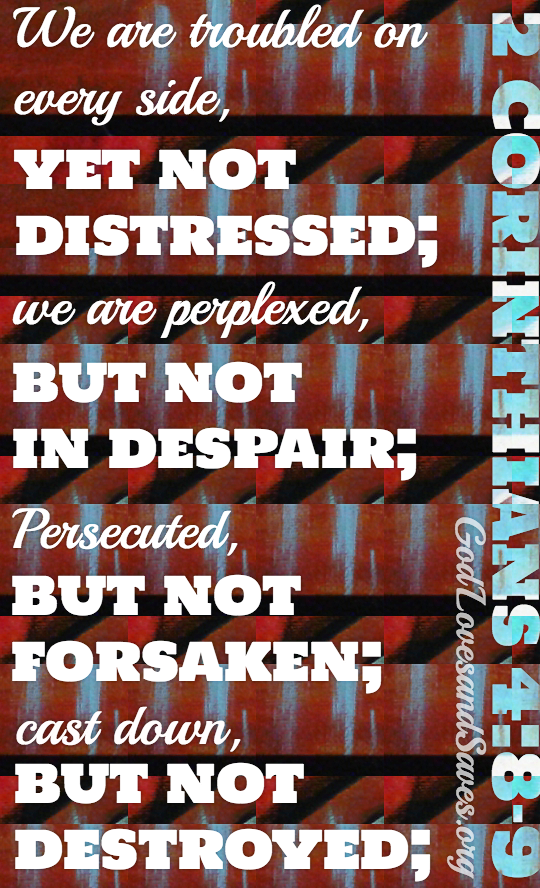 We are troubled on
every side,
YET NOT
DISTRESSED;
we are perplexed,
BUT NOT
IN DESPAIR;
Persecuted,
BUT NOT
FORSAKEN;
cast down,
BUT NOT
DESTROYED;
2 CORINTHIANS 4:8-9
GodLovesandSaves.org